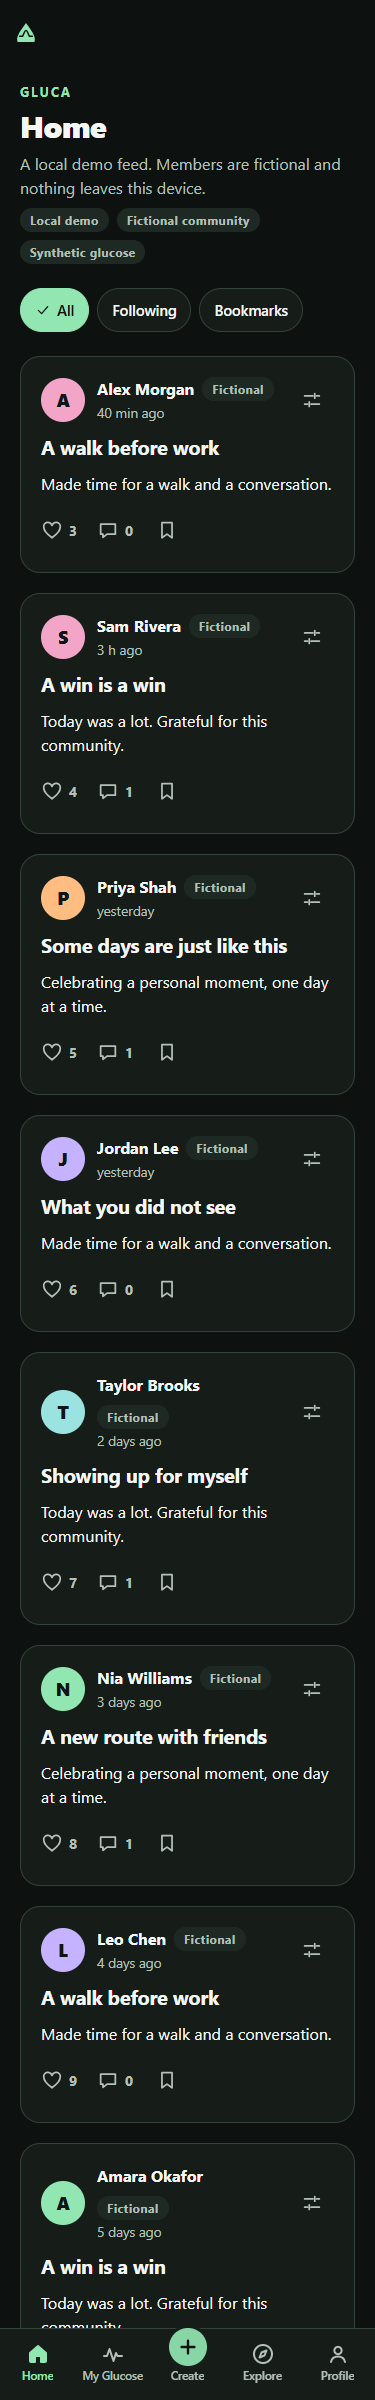 GLUCA
Home
A local demo feed. Members are fictional and
nothing leaves this device.
Local demo
Fictional community
Synthetic glucose
All
Following
Bookmarks
A
Alex Morgan
Fictional
40 min ago
A walk before work
Made time for a walk and a conversation.
3
0
S
Sam Rivera
Fictional
3 h ago
A win is a win
Today was a lot. Grateful for this
community.
4
1
P
Priya Shah
Fictional
yesterday
Some days are just like this
Celebrating a personal moment, one day
at a time.
5
1
J
Jordan Lee
Fictional
yesterday
What you did not see
Made time for a walk and a conversation.
6
0
T
Taylor Brooks
Fictional
2 days ago
Showing up for myself
Today was a lot. Grateful for this
community.
7
1
N
Nia Williams
Fictional
3 days ago
A new route with friends
Celebrating a personal moment, one day
at a time.
8
1
L
Leo Chen
Fictional
4 days ago
A walk before work
Made time for a walk and a conversation.
9
0
A
Amara Okafor
Fictional
5 days ago
A win is a win
Today was a lot. Grateful for this
Home
My Glucose
Create
Explore
Profile